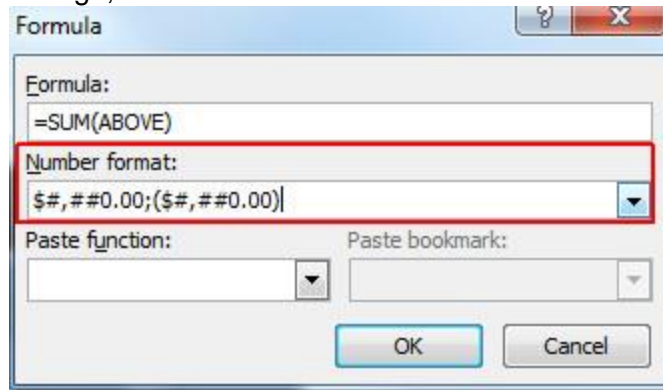 Formula
Formula:
=SUM(ABOVE)
Number format:
$#,##0.00;($#,##0.00)
Paste function: Paste bookmark:
OK Cancel